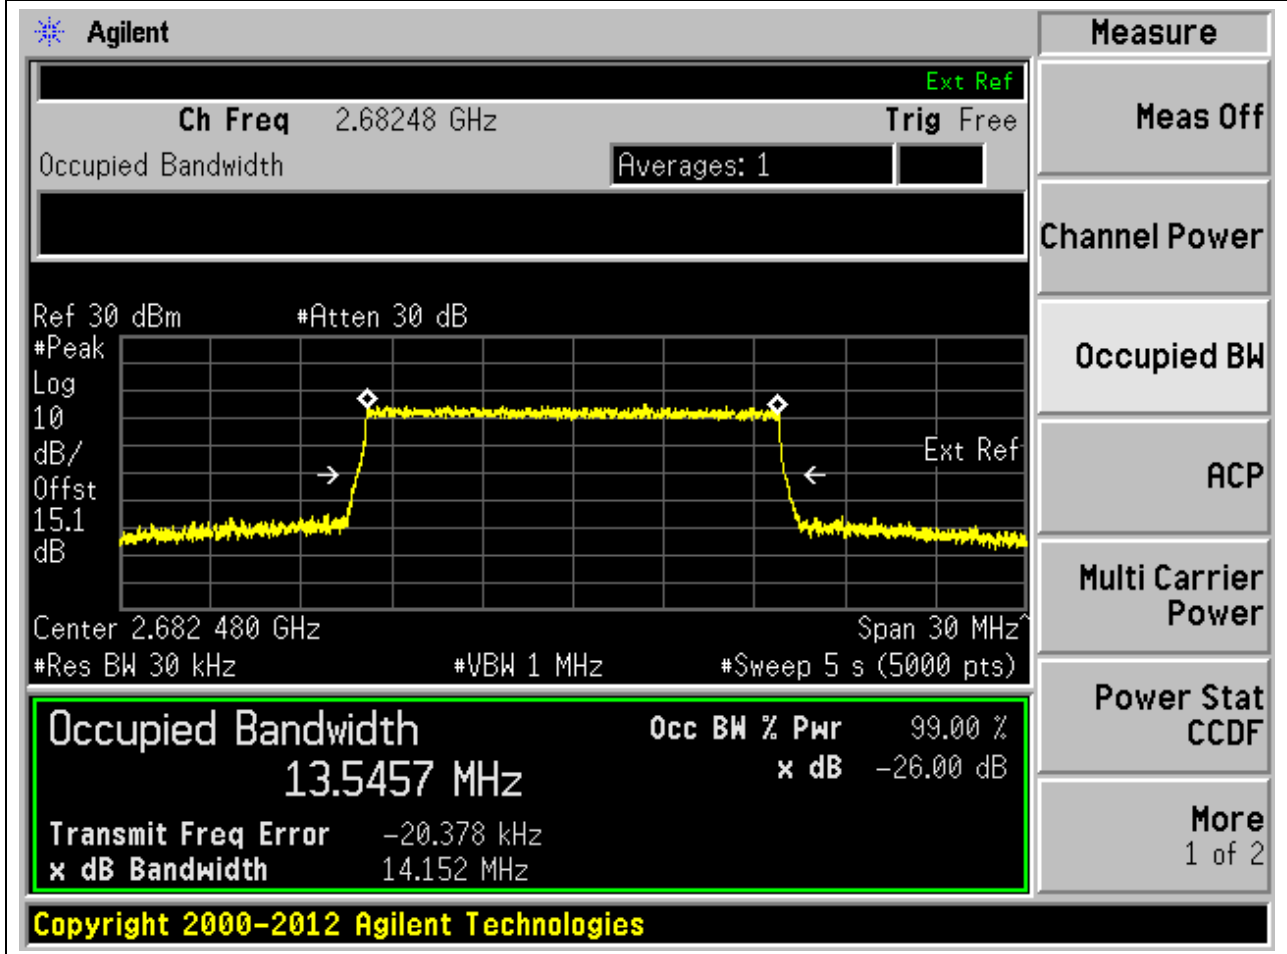 Agilent
Measure
Ext Ref
Ch Freq 2.68248 GHz Trig Free
Occupied Bandwidth Averages: 1
Meas Off
Channel Power
Ref 30 dBm #Atten 30 dB
#Peak
Log
10
dB/
Offst
15.1
dB
Ext Ref
Occupied BW
ACP
Center 2.682 480 GHz Span 30 MHz^
#Res BW 30 kHz #VBW 1 MHz #Sweep 5 s (5000 pts)
Multi Carrier
Power
Occupied Bandwidth
13.5457 MHz
Occ BW % Pwr 99.00 %
x dB -26.00 dB
Transmit Freq Error -20.378 kHz
x dB Bandwidth 14.152 MHz
Power Stat
CCDF
More
1 of 2
Copyright 2000-2012 Agilent Technologies